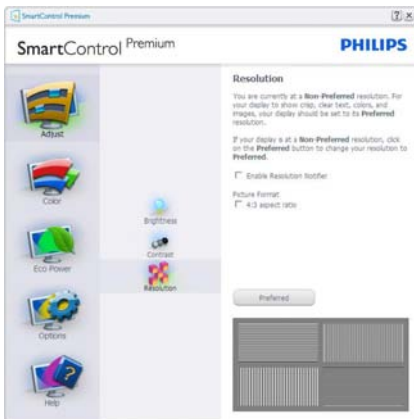 SmartControl Premium
SmartControl Premium
PHILIPS
Adjust
Color
Eco Power
Options
Help
Brightness
Contrast
Resolution
Resolution
You are currently at a Non-Preferred resolution. For
your display to show crisp, clear text, colors, and
images, your display should be set to its Preferred
resolution.
If your display is at a Non-Preferred resolution, click
on the Preferred button to change your resolution to
Preferred.
Enable Resolution Notifier
Picture Format
4:3 aspect ratio
Preferred